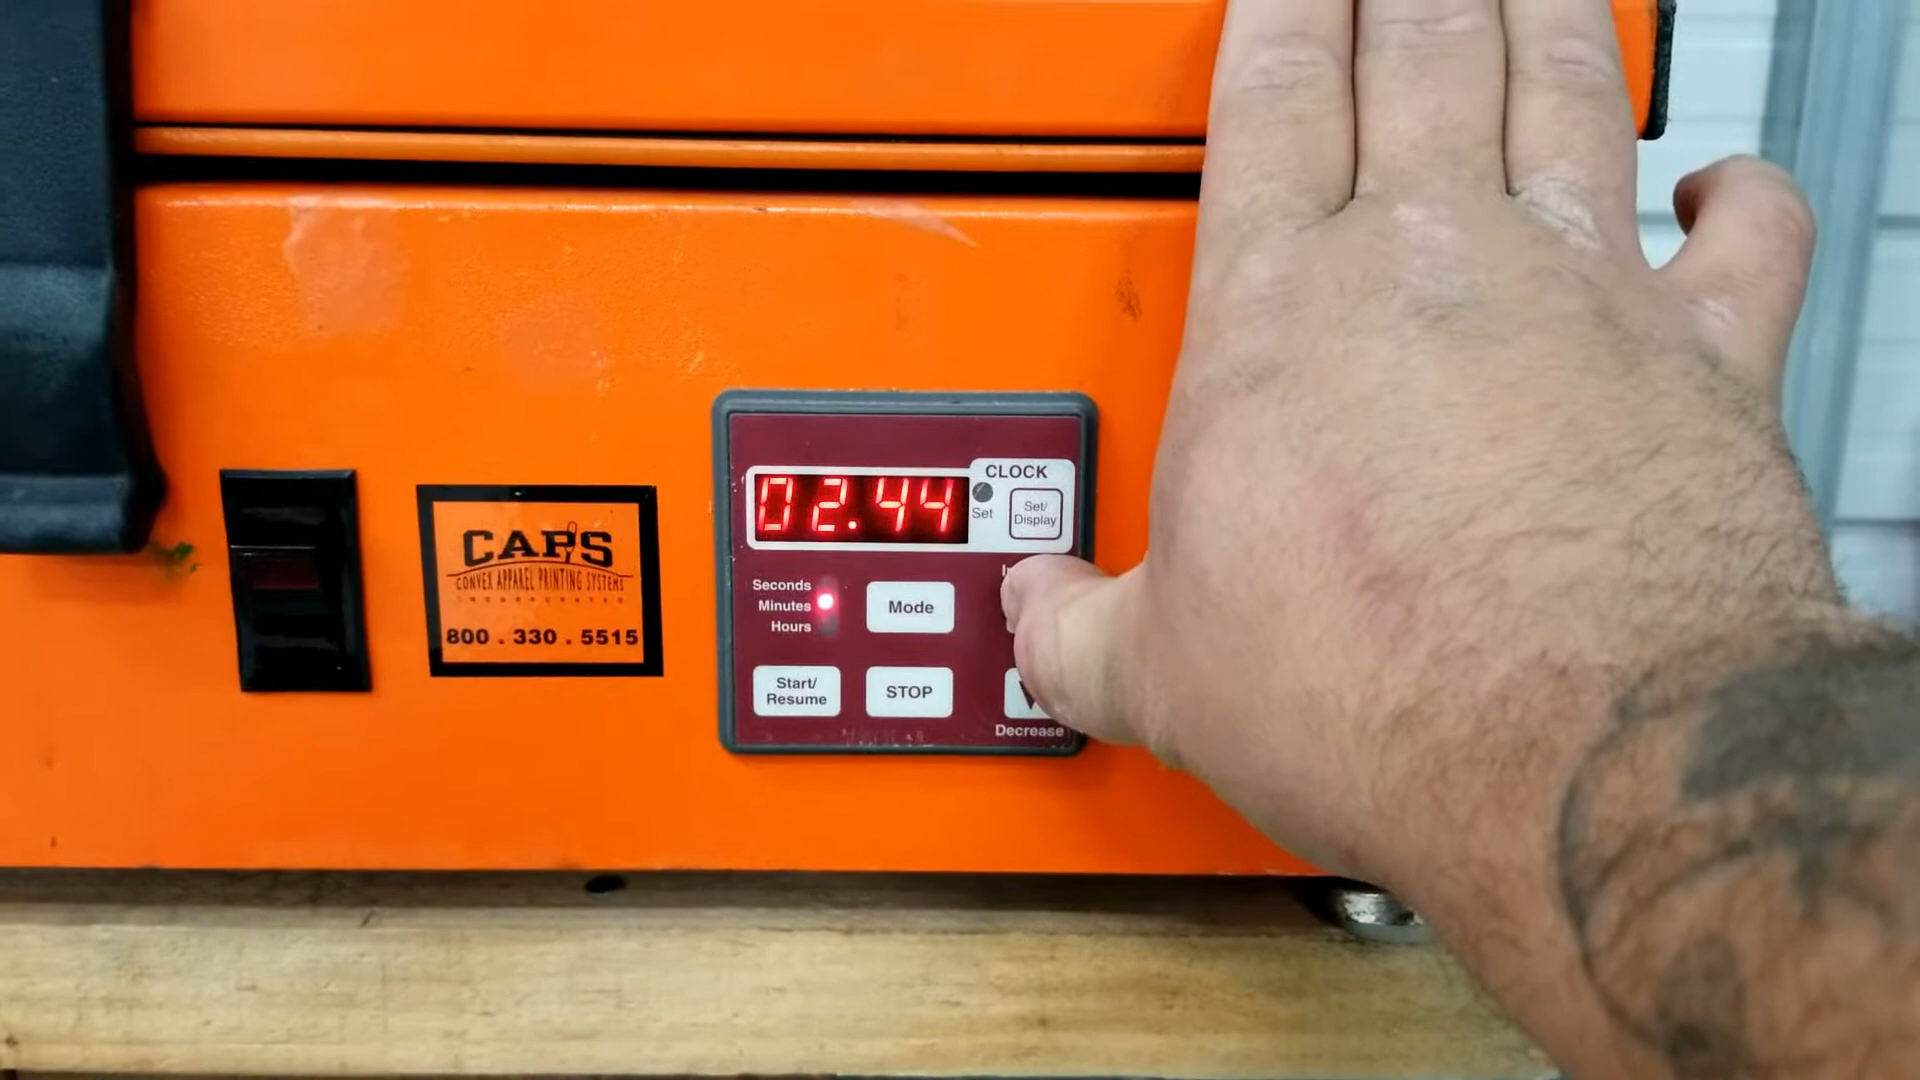 CLOCK
02.44
Set
Set/
Display
Seconds
Minutes
Hours
Mode
Start/
Resume
STOP
Decrease
CAPS
CONVEX APPAREL PRINTING SYSTEMS
INCORPORATED
800 . 330 . 5515